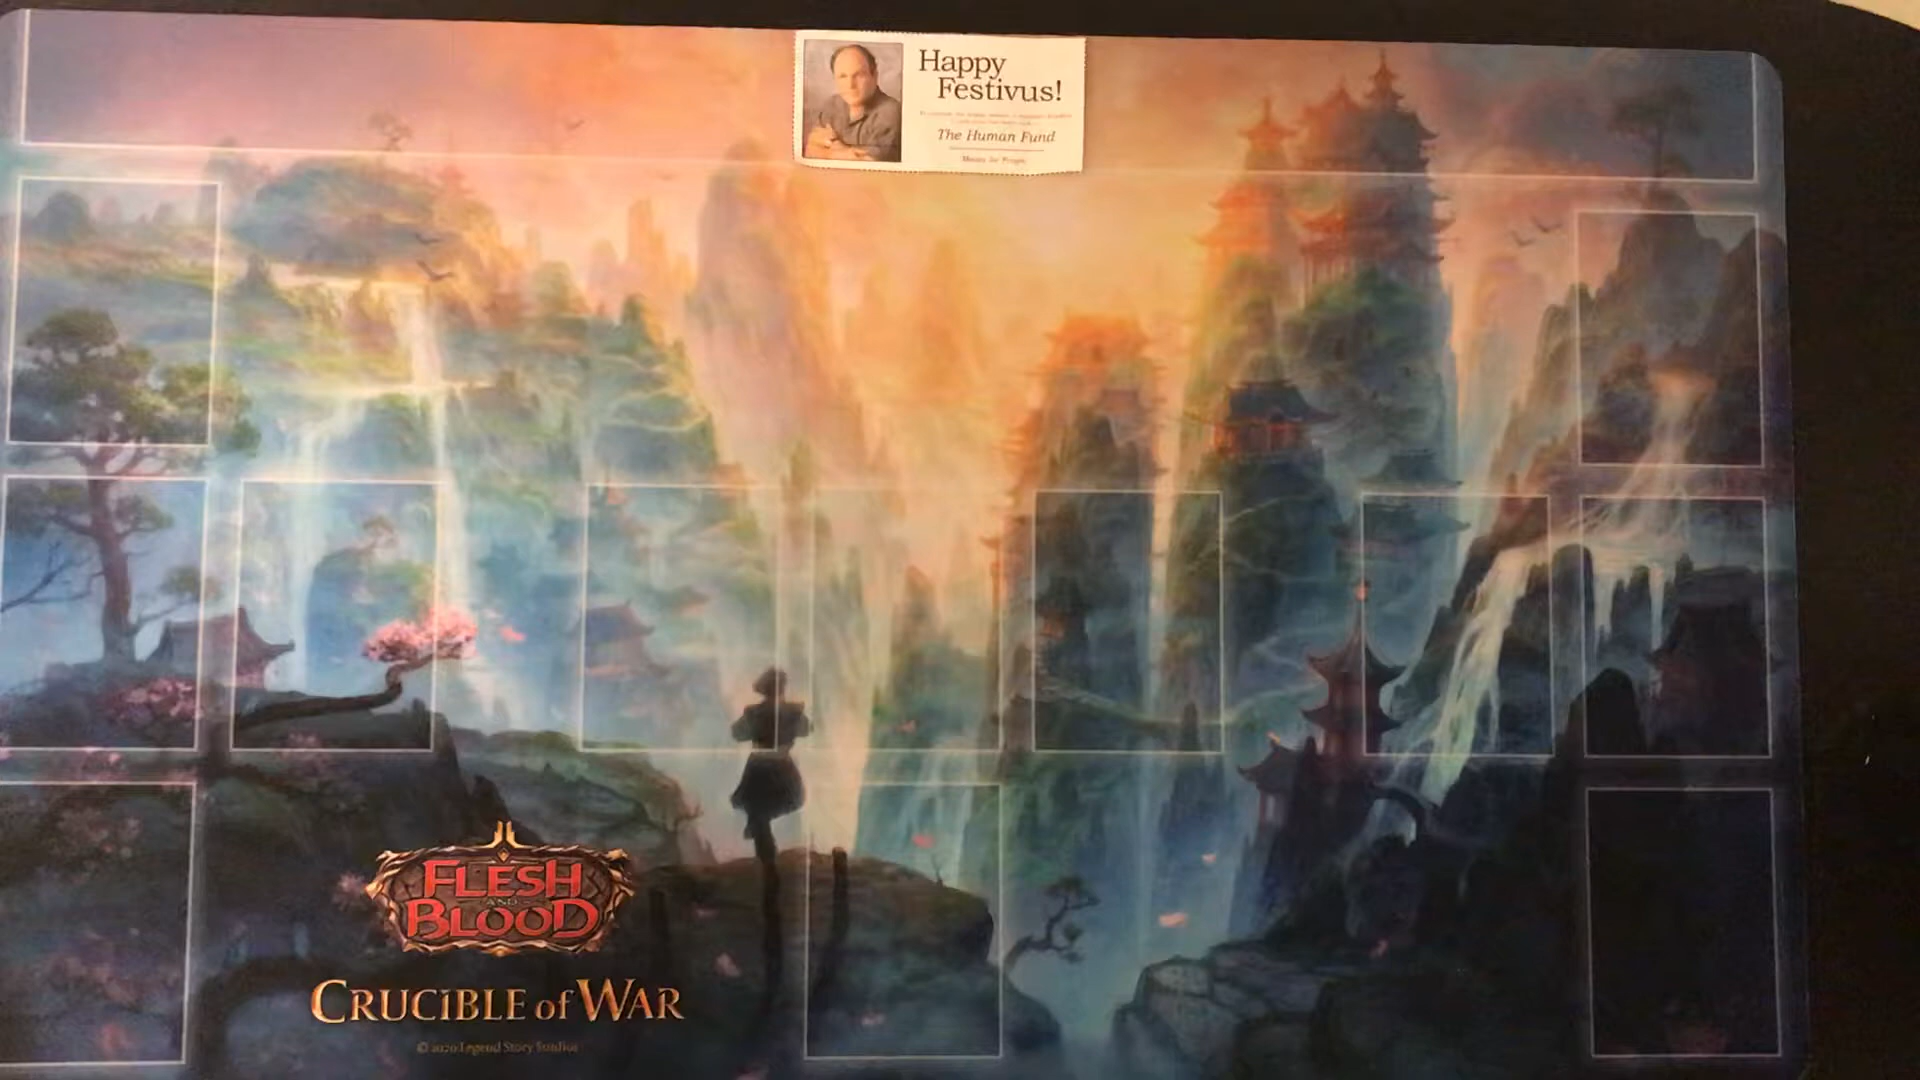 Happy
Festivus!
The Human Fund
Money for People
FLESH
AND
BLOOD
CRUCIBLE of WAR
© 2020 Legend Story Studios